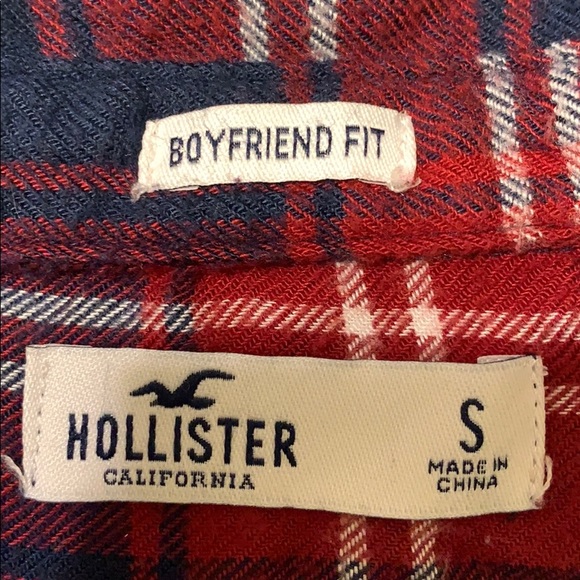 BOYFRIEND FIT
HOLLISTER
CALIFORNIA
S
MADE IN
CHINA